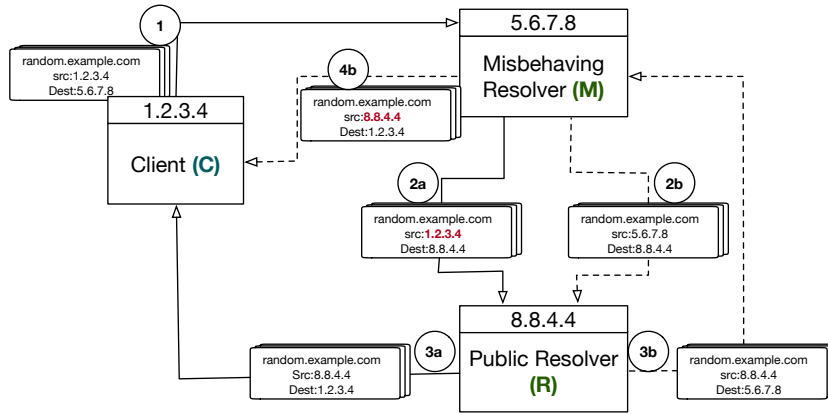 1
5.6.7.8
random.example.com
src:1.2.3.4
Dest:5.6.7.8
Misbehaving
Resolver (M)
4b
random.example.com
src:8.8.4.4
Dest:1.2.3.4
1.2.3.4
Client (C)
2a
2b
random.example.com
src:1.2.3.4
Dest:8.8.4.4
random.example.com
src:5.6.7.8
Dest:8.8.4.4
8.8.4.4
Public Resolver
(R)
3a
3b
random.example.com
Src:8.8.4.4
Dest:1.2.3.4
random.example.com
src:8.8.4.4
Dest:5.6.7.8